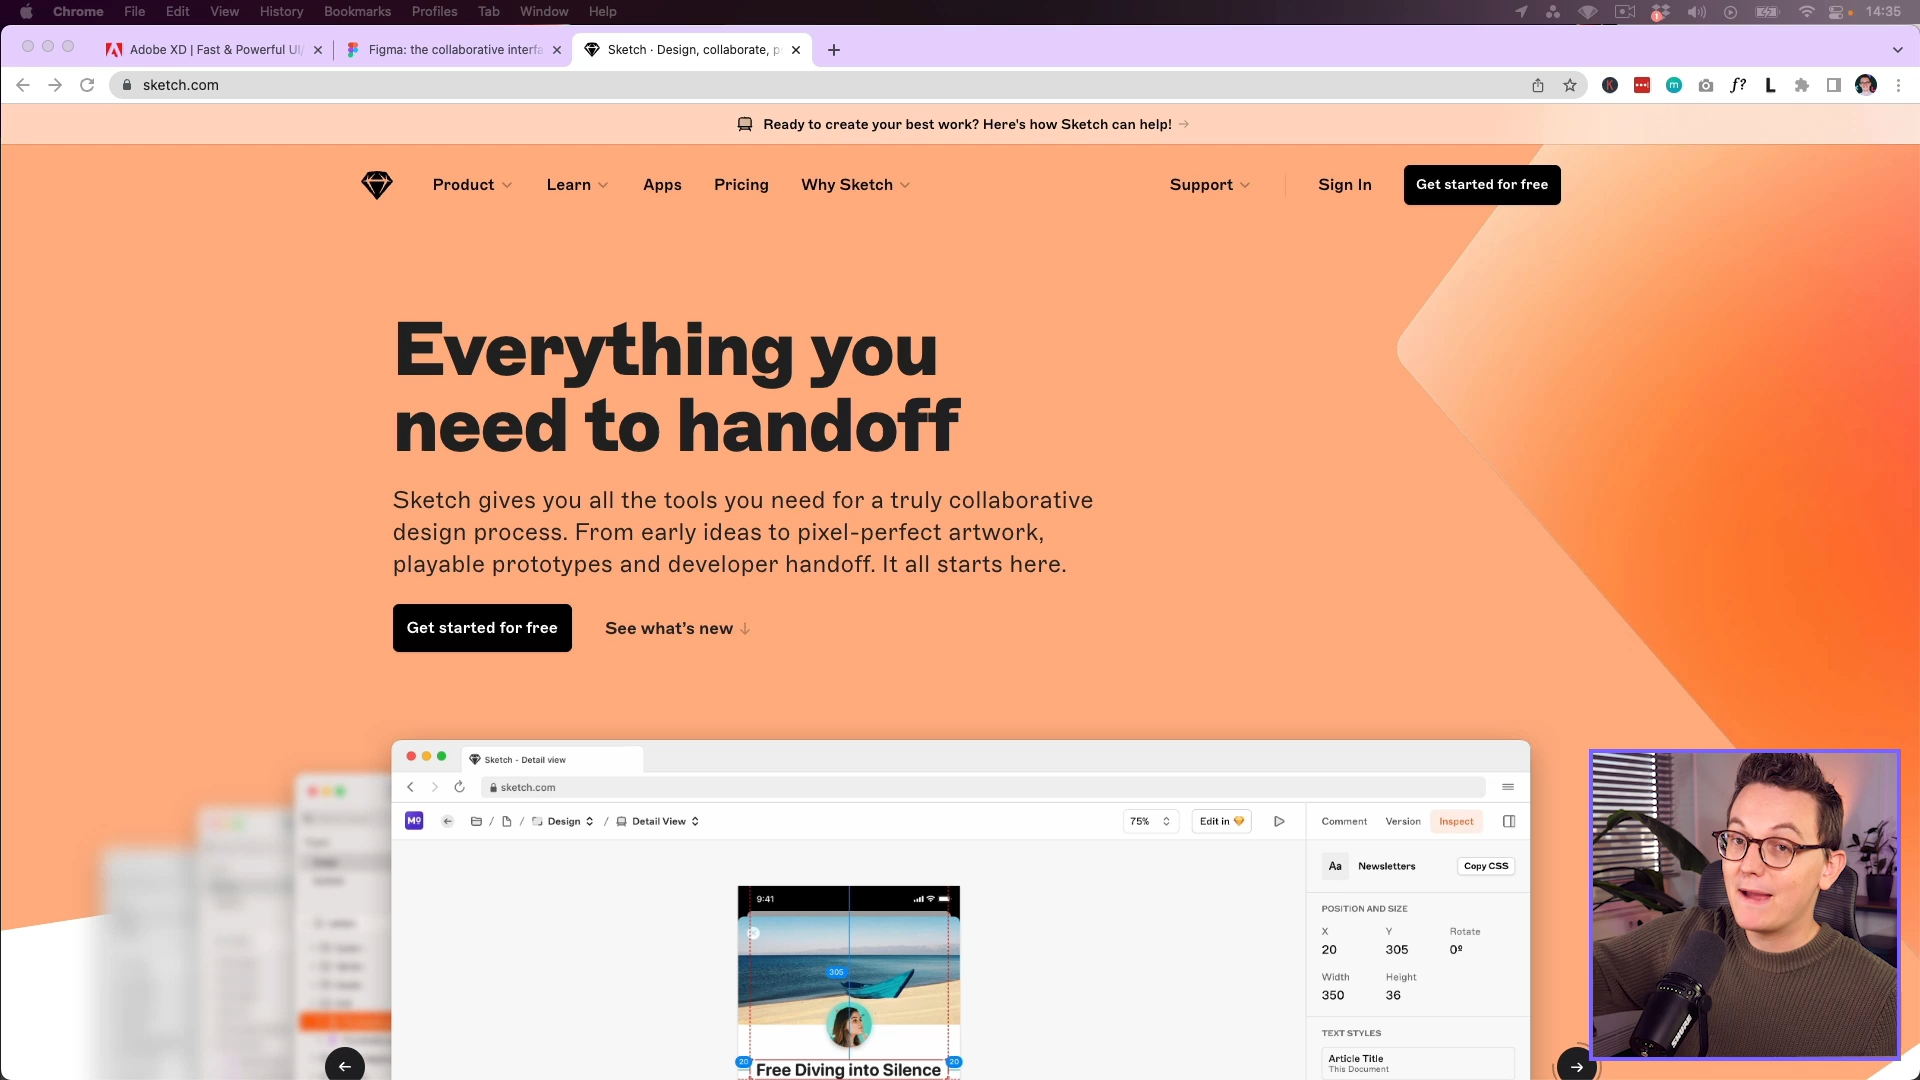 Chrome File Edit View History Bookmarks Profiles Tab Window Help 14:35
Adobe XD | Fast & Powerful UI/ Figma: the collaborative interfa Sketch · Design, collaborate, p
sketch.com
Ready to create your best work? Here's how Sketch can help! →
Product Learn Apps Pricing Why Sketch Support Sign In Get started for free
Everything you
need to handoff
Sketch gives you all the tools you need for a truly collaborative
design process. From early ideas to pixel-perfect artwork,
playable prototypes and developer handoff. It all starts here.
Get started for free See what’s new ↓
Sketch - Detail view
sketch.com
Design / Detail View 75% Edit in Comment Version Inspect
Aa Newsletters Copy CSS
POSITION AND SIZE
X Y Rotate
20 305 0º
Width Height
350 36
TEXT STYLES
Article Title
This Document
9:41
305
20 20
Free Diving into Silence
SHURE